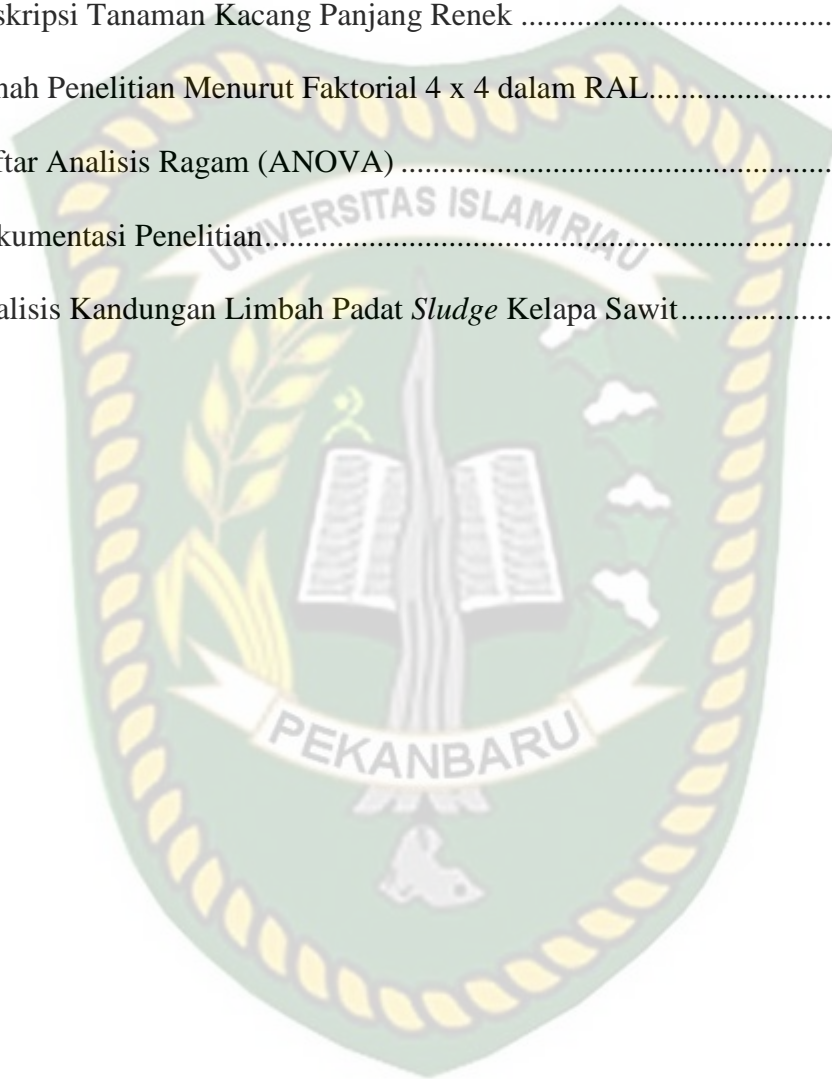 skripsi Tanaman Kacang Panjang Renek ......................................
nah Penelitian Menurut Faktorial 4 x 4 dalam RAL......................
ftar Analisis Ragam (ANOVA) ....................................................
kumentasi Penelitian.....................................................................
alisis Kandungan Limbah Padat Sludge Kelapa Sawit..................
UNIVERSITAS ISLAM RIAU
PEKANBARU